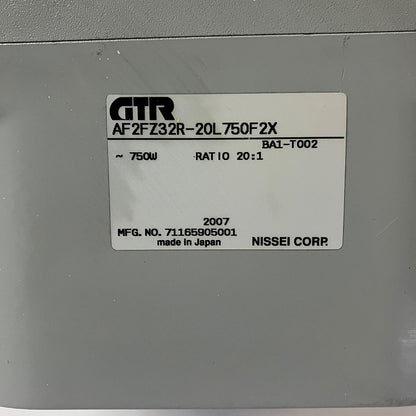 GTR
AF2FZ32R-20L750F2X
BA1-T002
~ 750W RATIO 20:1
2007
MFG. NO. 71165905001
made in Japan NISSEI CORP.